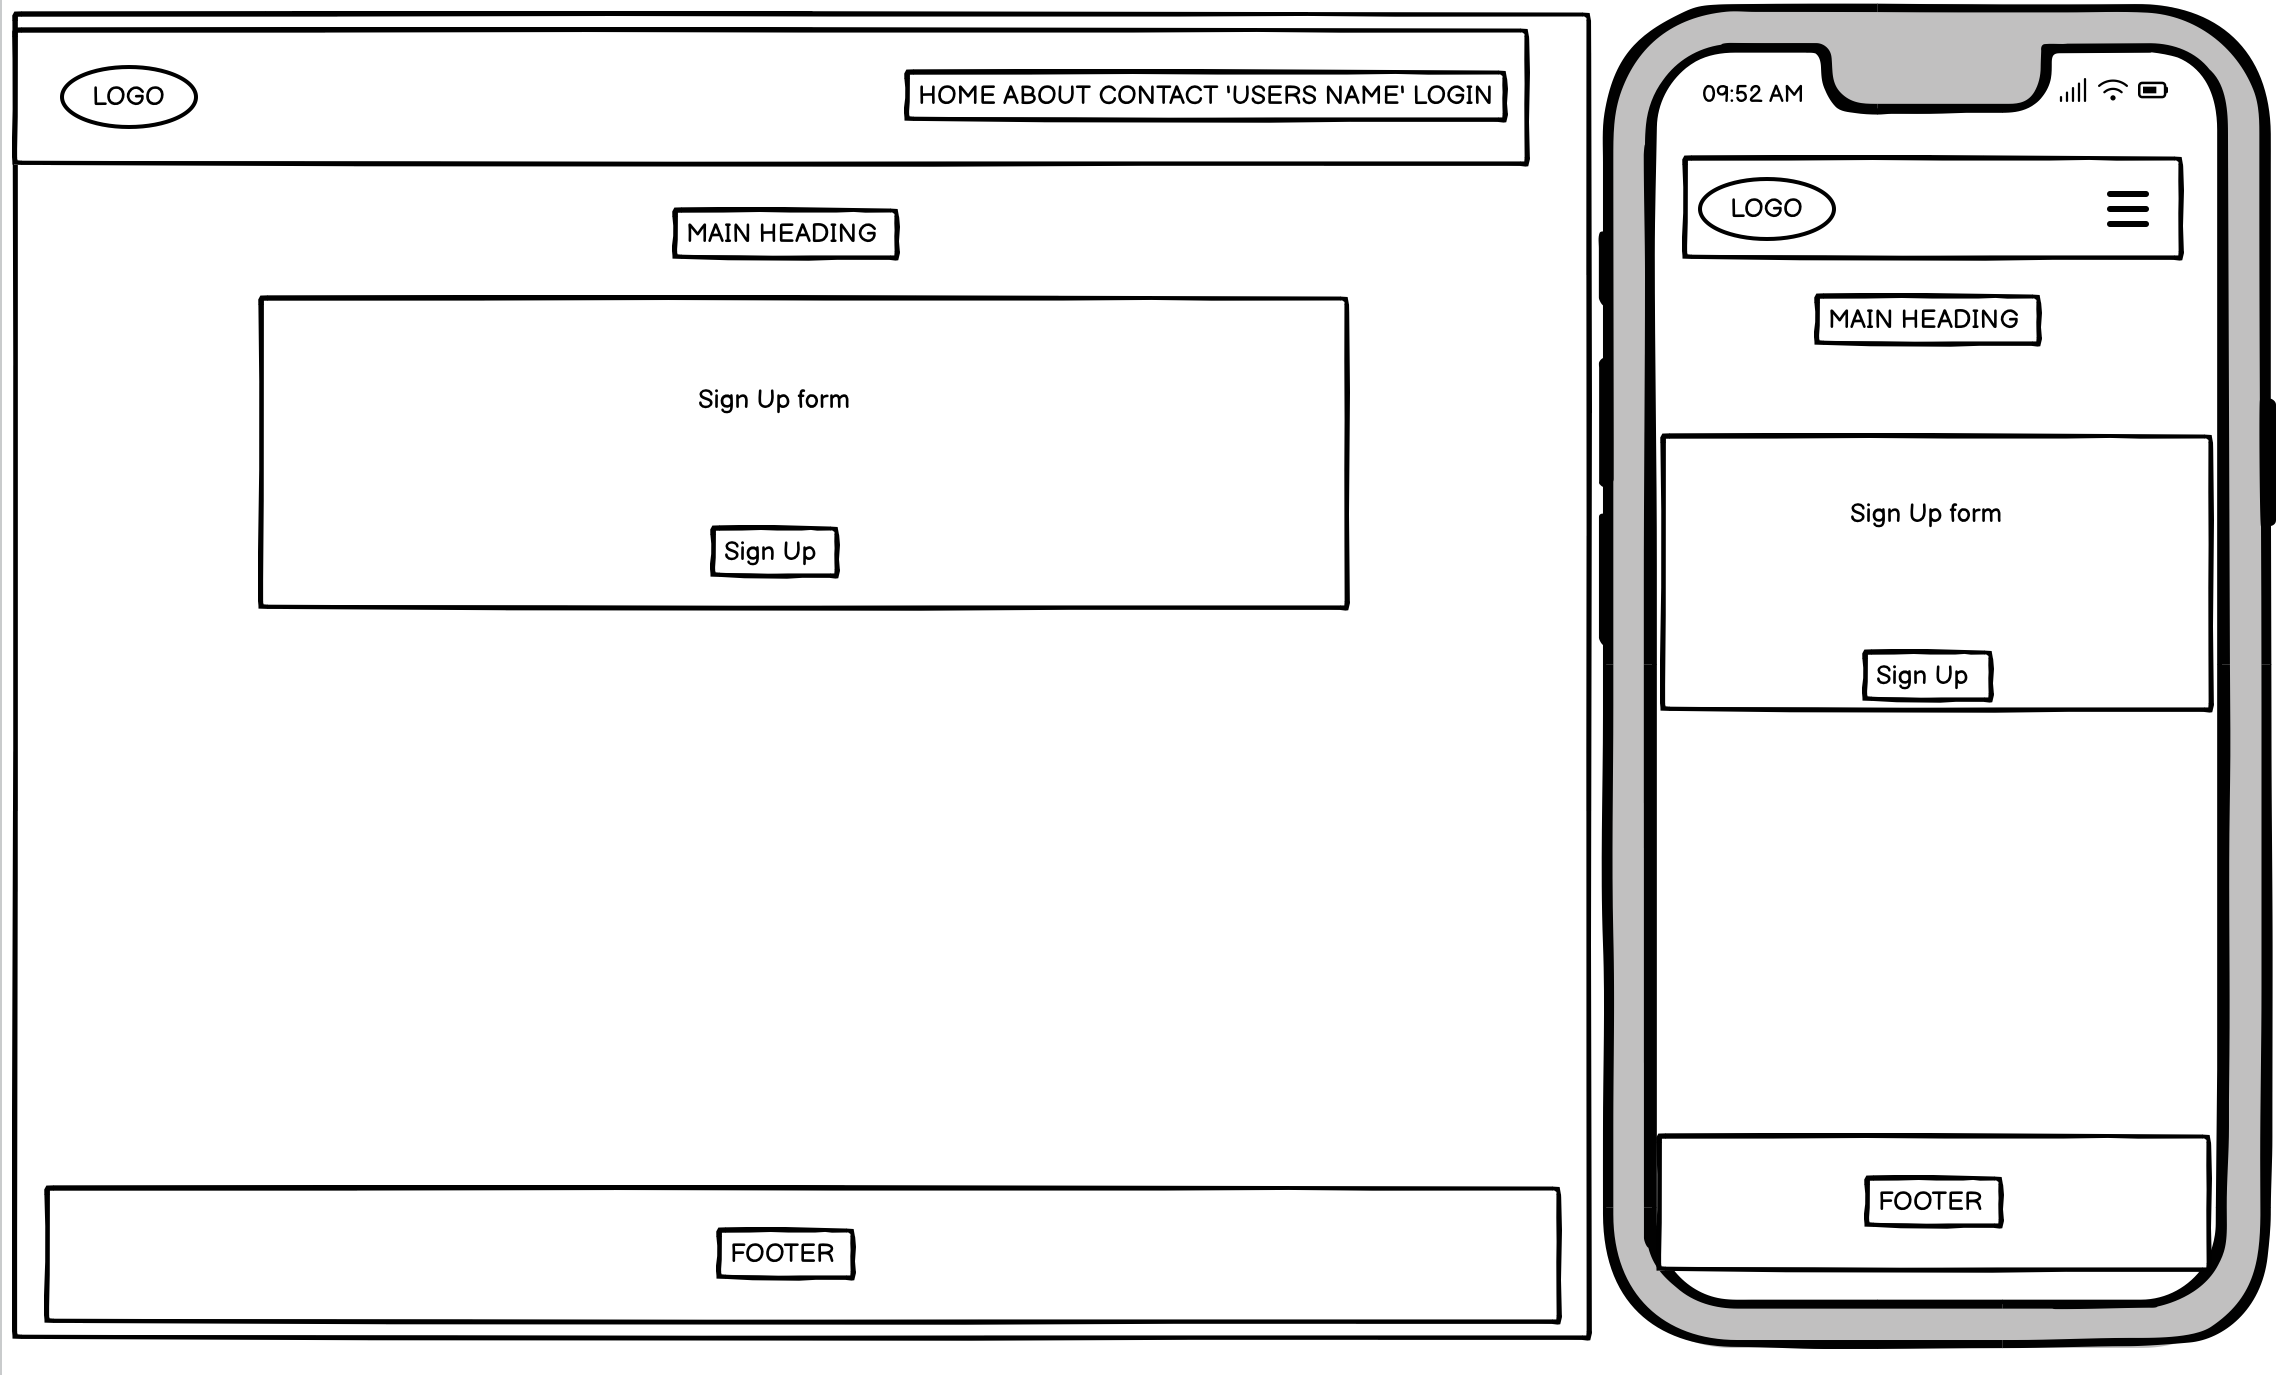 LOGO
HOME ABOUT CONTACT 'USERS NAME' LOGIN
MAIN HEADING
Sign Up form
Sign Up
FOOTER
09:52 AM
LOGO
MAIN HEADING
Sign Up form
Sign Up
FOOTER